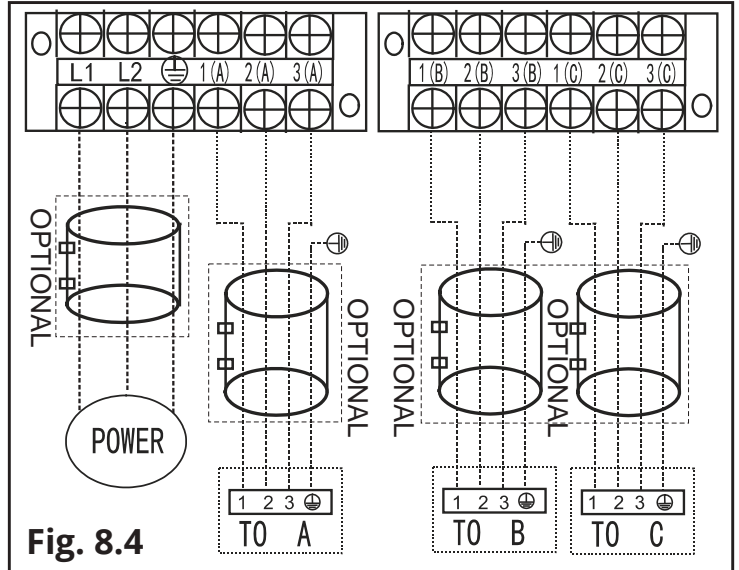 L1 L2 1(A) 2(A) 3(A)
1(B) 2(B) 3(B) 1(C) 2(C) 3(C)
OPTIONAL
OPTIONAL
OPTIONAL
OPTIONAL
POWER
1 2 3
TO A
1 2 3
TO B
1 2 3
TO C
Fig. 8.4